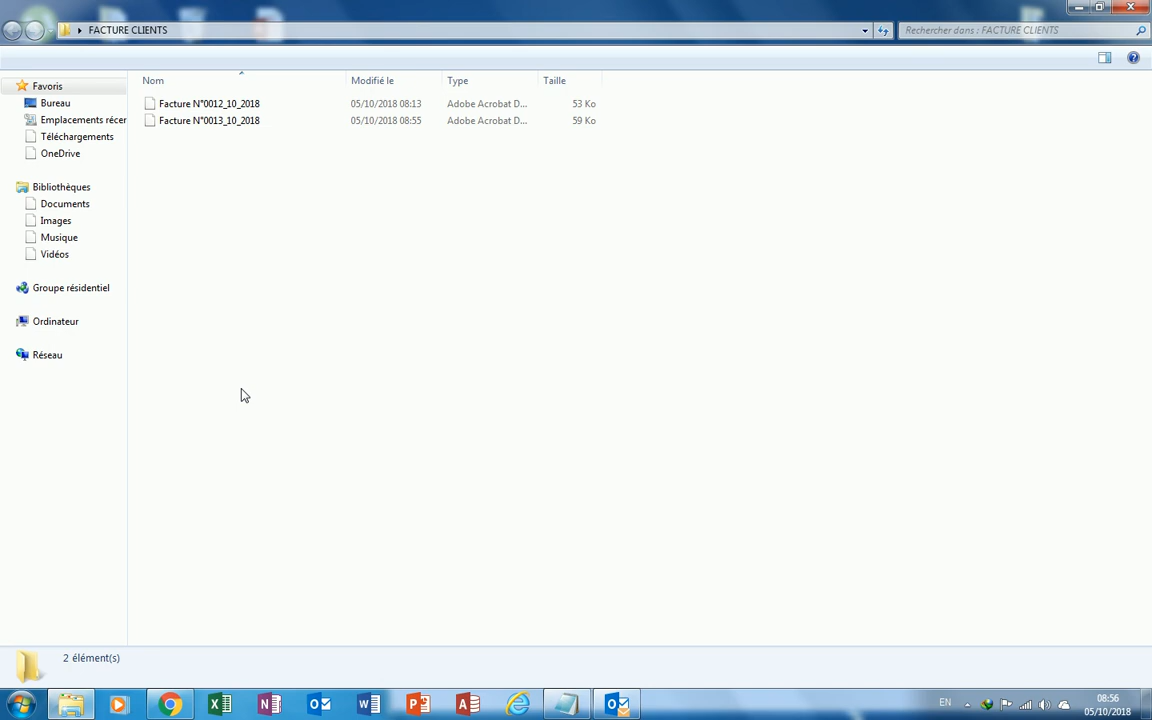 FACTURE CLIENTS
Rechercher dans : FACTURE CLIENTS
Nom Modifié le Type Taille
Facture N°0012_10_2018 05/10/2018 08:13 Adobe Acrobat D... 53 Ko
Facture N°0013_10_2018 05/10/2018 08:55 Adobe Acrobat D... 59 Ko
Favoris
Bureau
Emplacements récer
Téléchargements
OneDrive
Bibliothèques
Documents
Images
Musique
Vidéos
Groupe résidentiel
Ordinateur
Réseau
2 élément(s)
EN 08:56
05/10/2018